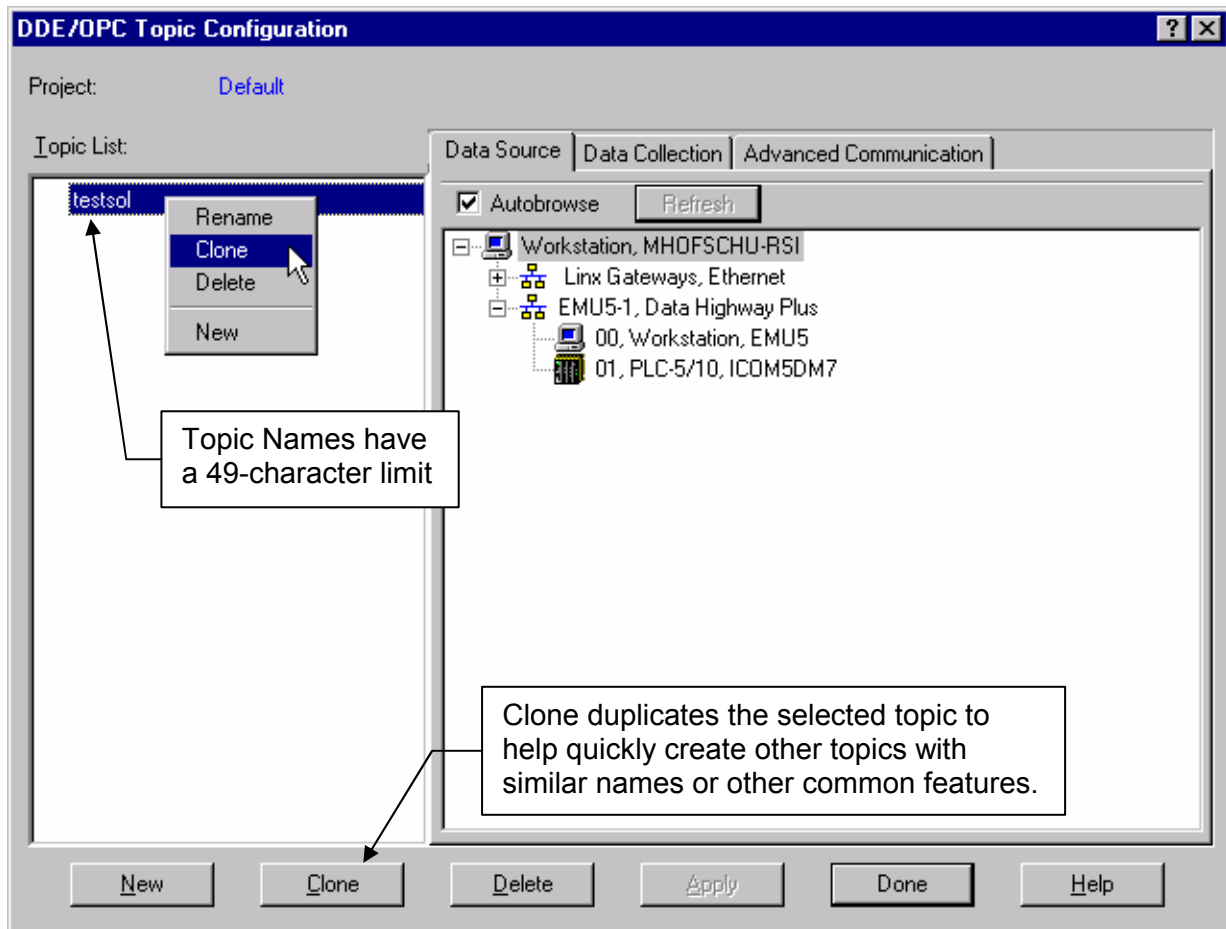 DDE/OPC Topic Configuration
Project: Default
Topic List:
Data Source Data Collection Advanced Communication
testsol
Rename
Clone
Delete
New
Autobrowse Refresh
Workstation, MHOFSCHU-RSI
Linx Gateways, Ethernet
EMU5-1, Data Highway Plus
00, Workstation, EMU5
01, PLC-5/10, ICOM5DM7
Topic Names have
a 49-character limit
Clone duplicates the selected topic to
help quickly create other topics with
similar names or other common features.
New Clone Delete Apply Done Help